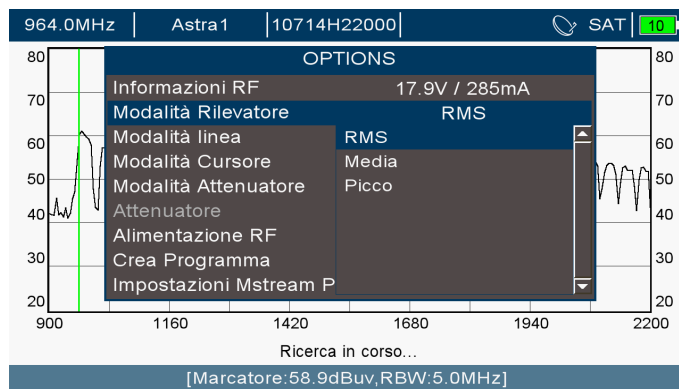 964.0MHz Astra1 10714H22000 SAT 10
OPTIONS
80 80
Informazioni RF 17.9V / 285mA
70 70
Modalità Rilevatore RMS
60 60
Modalità linea RMS
Modalità Cursore Media
50 50
Modalità Attenuatore Picco
40 40
Attenuatore
Alimentazione RF
30 30
Crea Programma
Impostazioni Mstream P
20 20
900 1160 1420 1680 1940 2200
Ricerca in corso...
[Marcatore:58.9dBuv,RBW:5.0MHz]